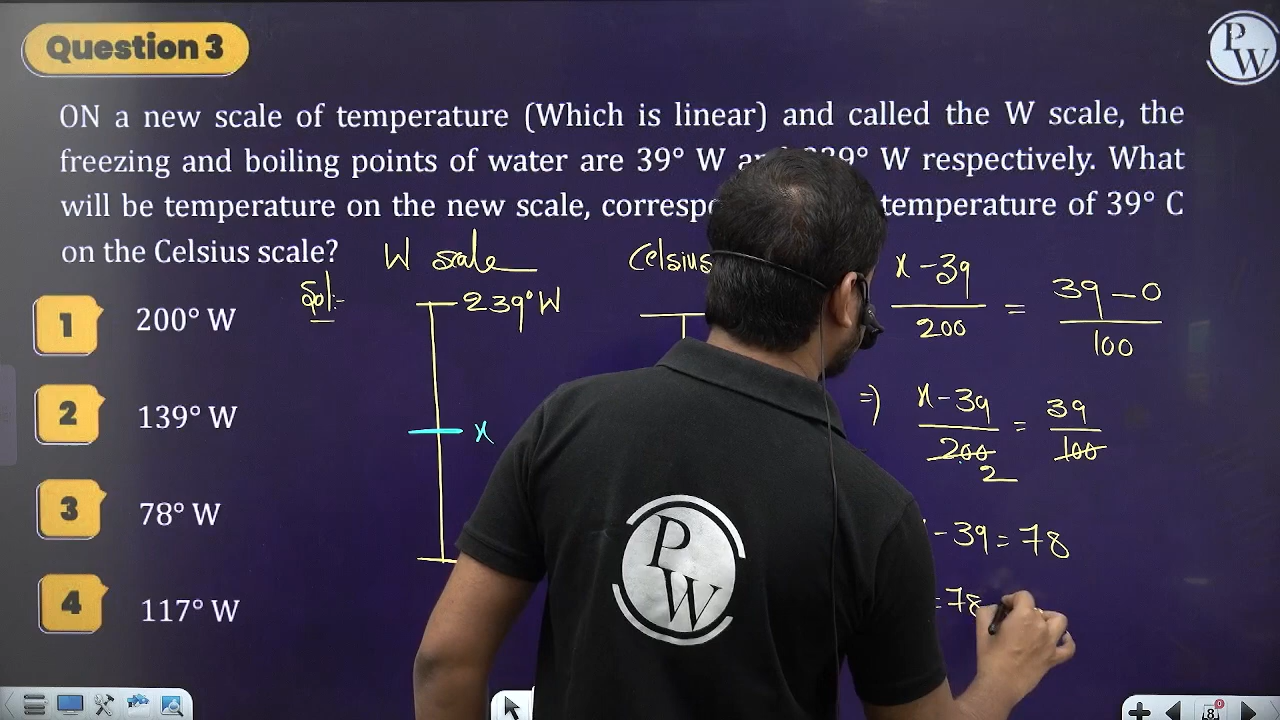 Question 3
P
W
ON a new scale of temperature (Which is linear) and called the W scale, the
freezing and boiling points of water are 39° W and 239° W respectively. What
will be temperature on the new scale, temperature of 39° C
on the Celsius scale?
Sol:-
W scale
Celsius
239° W
x
1 200° W
2 139° W
3 78° W
4 117° W
x - 39 / 200 = 39 - 0 / 100
=) x - 39 / 200 = 39 / 100
2
- 39 = 78
= 78
P
W
8